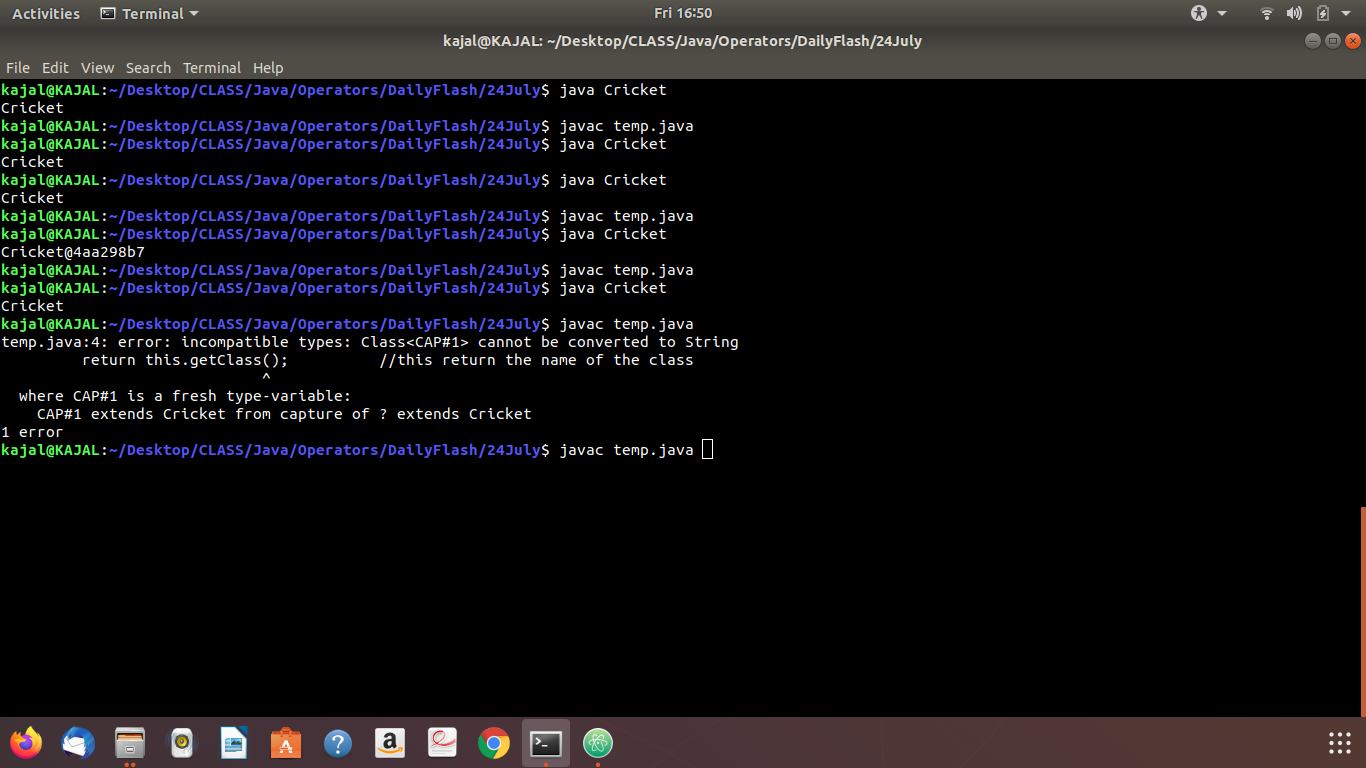 Activities Terminal Fri 16:50
kajal@KAJAL: ~/Desktop/CLASS/Java/Operators/DailyFlash/24July
File Edit View Search Terminal Help
kajal@KAJAL:~/Desktop/CLASS/Java/Operators/DailyFlash/24July$ java Cricket
Cricket
kajal@KAJAL:~/Desktop/CLASS/Java/Operators/DailyFlash/24July$ javac temp.java
kajal@KAJAL:~/Desktop/CLASS/Java/Operators/DailyFlash/24July$ java Cricket
Cricket
kajal@KAJAL:~/Desktop/CLASS/Java/Operators/DailyFlash/24July$ java Cricket
Cricket
kajal@KAJAL:~/Desktop/CLASS/Java/Operators/DailyFlash/24July$ javac temp.java
kajal@KAJAL:~/Desktop/CLASS/Java/Operators/DailyFlash/24July$ java Cricket
Cricket@4aa298b7
kajal@KAJAL:~/Desktop/CLASS/Java/Operators/DailyFlash/24July$ javac temp.java
kajal@KAJAL:~/Desktop/CLASS/Java/Operators/DailyFlash/24July$ java Cricket
Cricket
kajal@KAJAL:~/Desktop/CLASS/Java/Operators/DailyFlash/24July$ javac temp.java
temp.java:4: error: incompatible types: Class<CAP#1> cannot be converted to String
return this.getClass(); //this return the name of the class
^
where CAP#1 is a fresh type-variable:
CAP#1 extends Cricket from capture of ? extends Cricket
1 error
kajal@KAJAL:~/Desktop/CLASS/Java/Operators/DailyFlash/24July$ javac temp.java